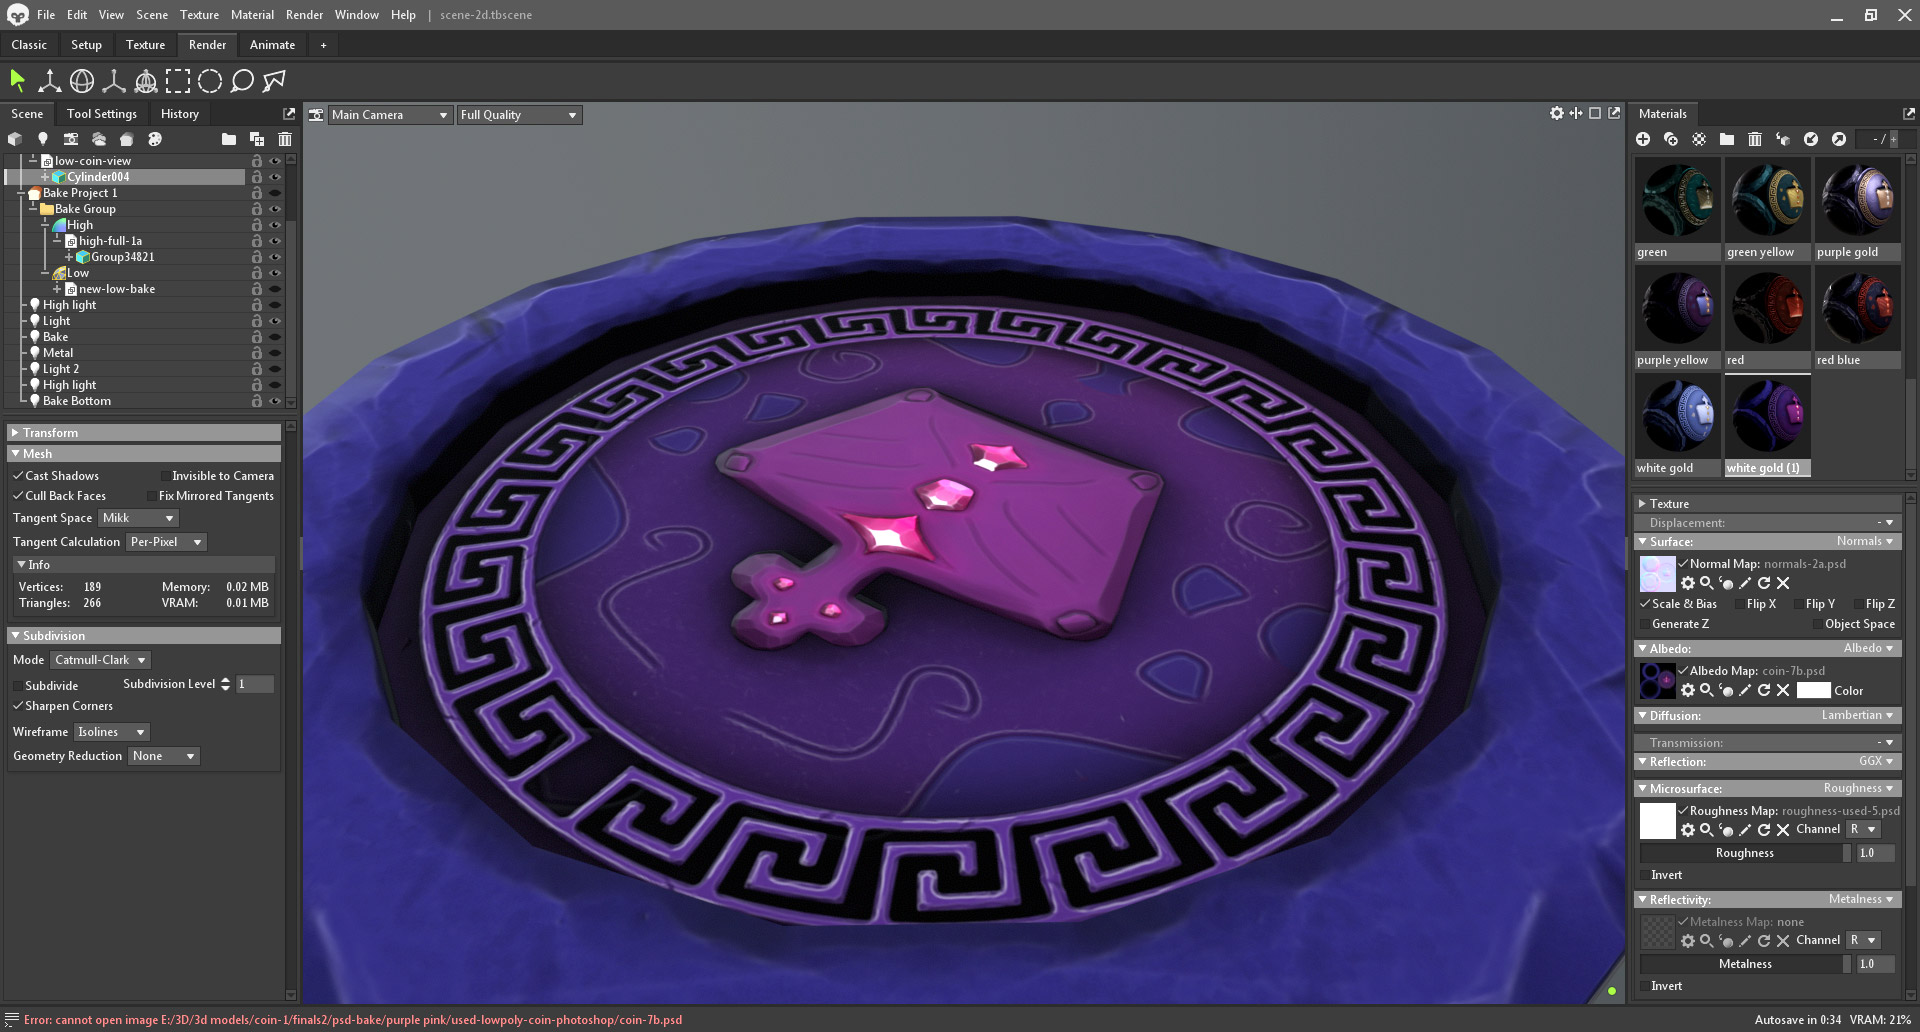 File Edit View Scene Texture Material Render Window Help | scene-2d.tbscene
Classic Setup Texture Render Animate +
Scene Tool Settings History
Main Camera Full Quality
Materials
- / +
low-coin-view
Cylinder004
Bake Project 1
Bake Group
High
high-full-1a
Group34821
Low
new-low-bake
High light
Light
Bake
Metal
Light 2
High light
Bake Bottom
Transform
Mesh
Cast Shadows Invisible to Camera
Cull Back Faces Fix Mirrored Tangents
Tangent Space Mikk
Tangent Calculation Per-Pixel
Info
Vertices: 189 Memory: 0.02 MB
Triangles: 266 VRAM: 0.01 MB
Subdivision
Mode Catmull-Clark
Subdivide Subdivision Level 1
Sharpen Corners
Wireframe Isolines
Geometry Reduction None
green green yellow purple gold
purple yellow red red blue
white gold white gold (1)
Texture
Displacement: -
Surface: Normals
Normal Map: normals-2a.psd
Scale & Bias Flip X Flip Y Flip Z
Generate Z Object Space
Albedo: Albedo
Albedo Map: coin-7b.psd
Color
Diffusion: Lambertian
Transmission: -
Reflection: GGX
Microsurface: Roughness
Roughness Map: roughness-used-5.psd
Channel R
Roughness 1.0
Invert
Reflectivity: Metalness
Metalness Map: none
Channel R
Metalness 1.0
Invert
Error: cannot open image E:/3D/3d models/coin-1/finals2/psd-bake/purple pink/used-lowpoly-coin-photoshop/coin-7b.psd
Autosave in 0:34 VRAM: 21%